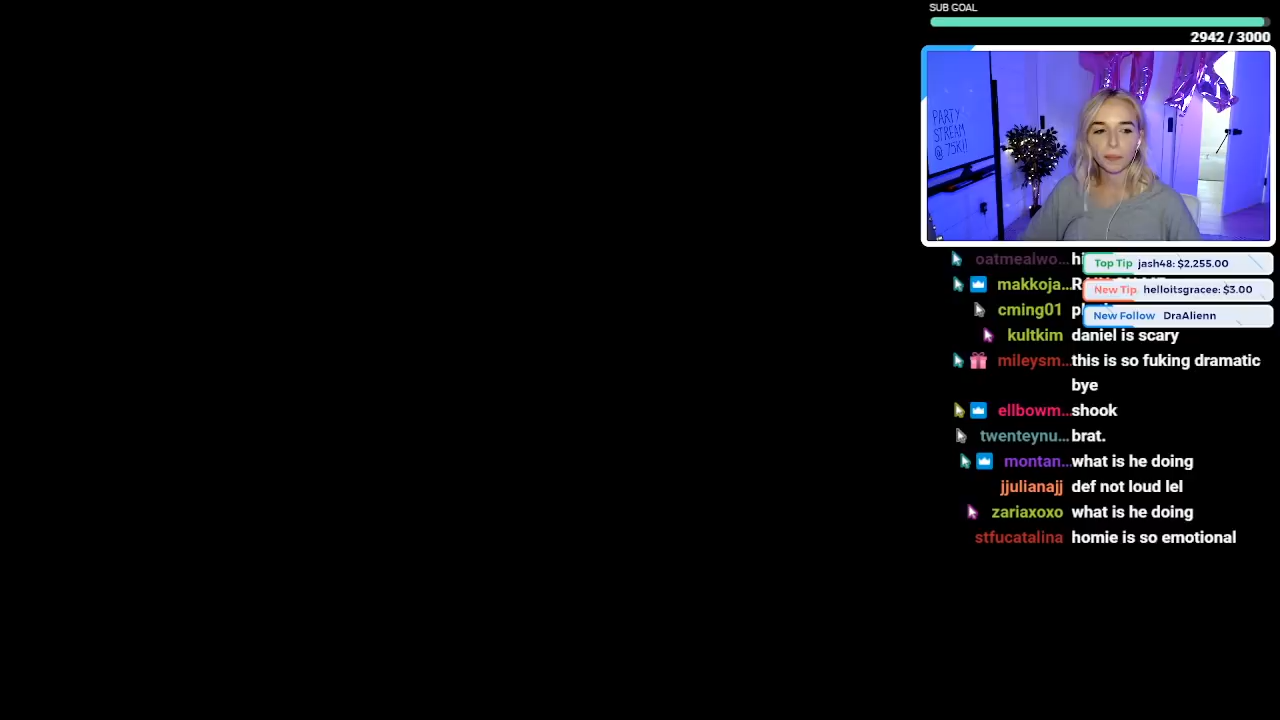 SUB GOAL
2942 / 3000
PARTY
STREAM
@ 75K!!
oatmealwo... hi
Top Tip jash48: $2,255.00
makkoja...
New Tip helloitsgracee: $3.00
cming01
New Follow DraAlienn
kultkim daniel is scary
mileysm... this is so fuking dramatic
bye
ellbowm... shook
twenteynu... brat.
montan... what is he doing
jjulianajj def not loud lel
zariaxoxo what is he doing
stfucatalina homie is so emotional